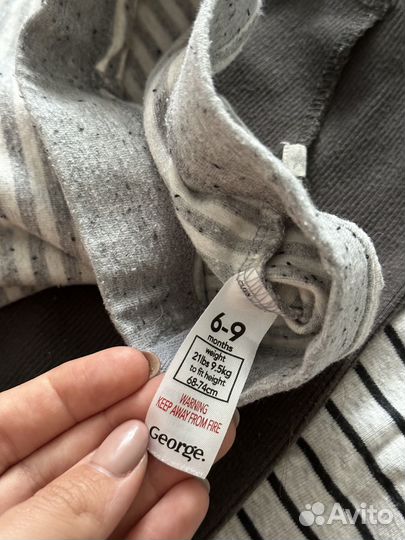 6-9
months
weight
21lbs 9.5kg
to fit height
68-74cm
WARNING
KEEP AWAY FROM FIRE
George.
Avito